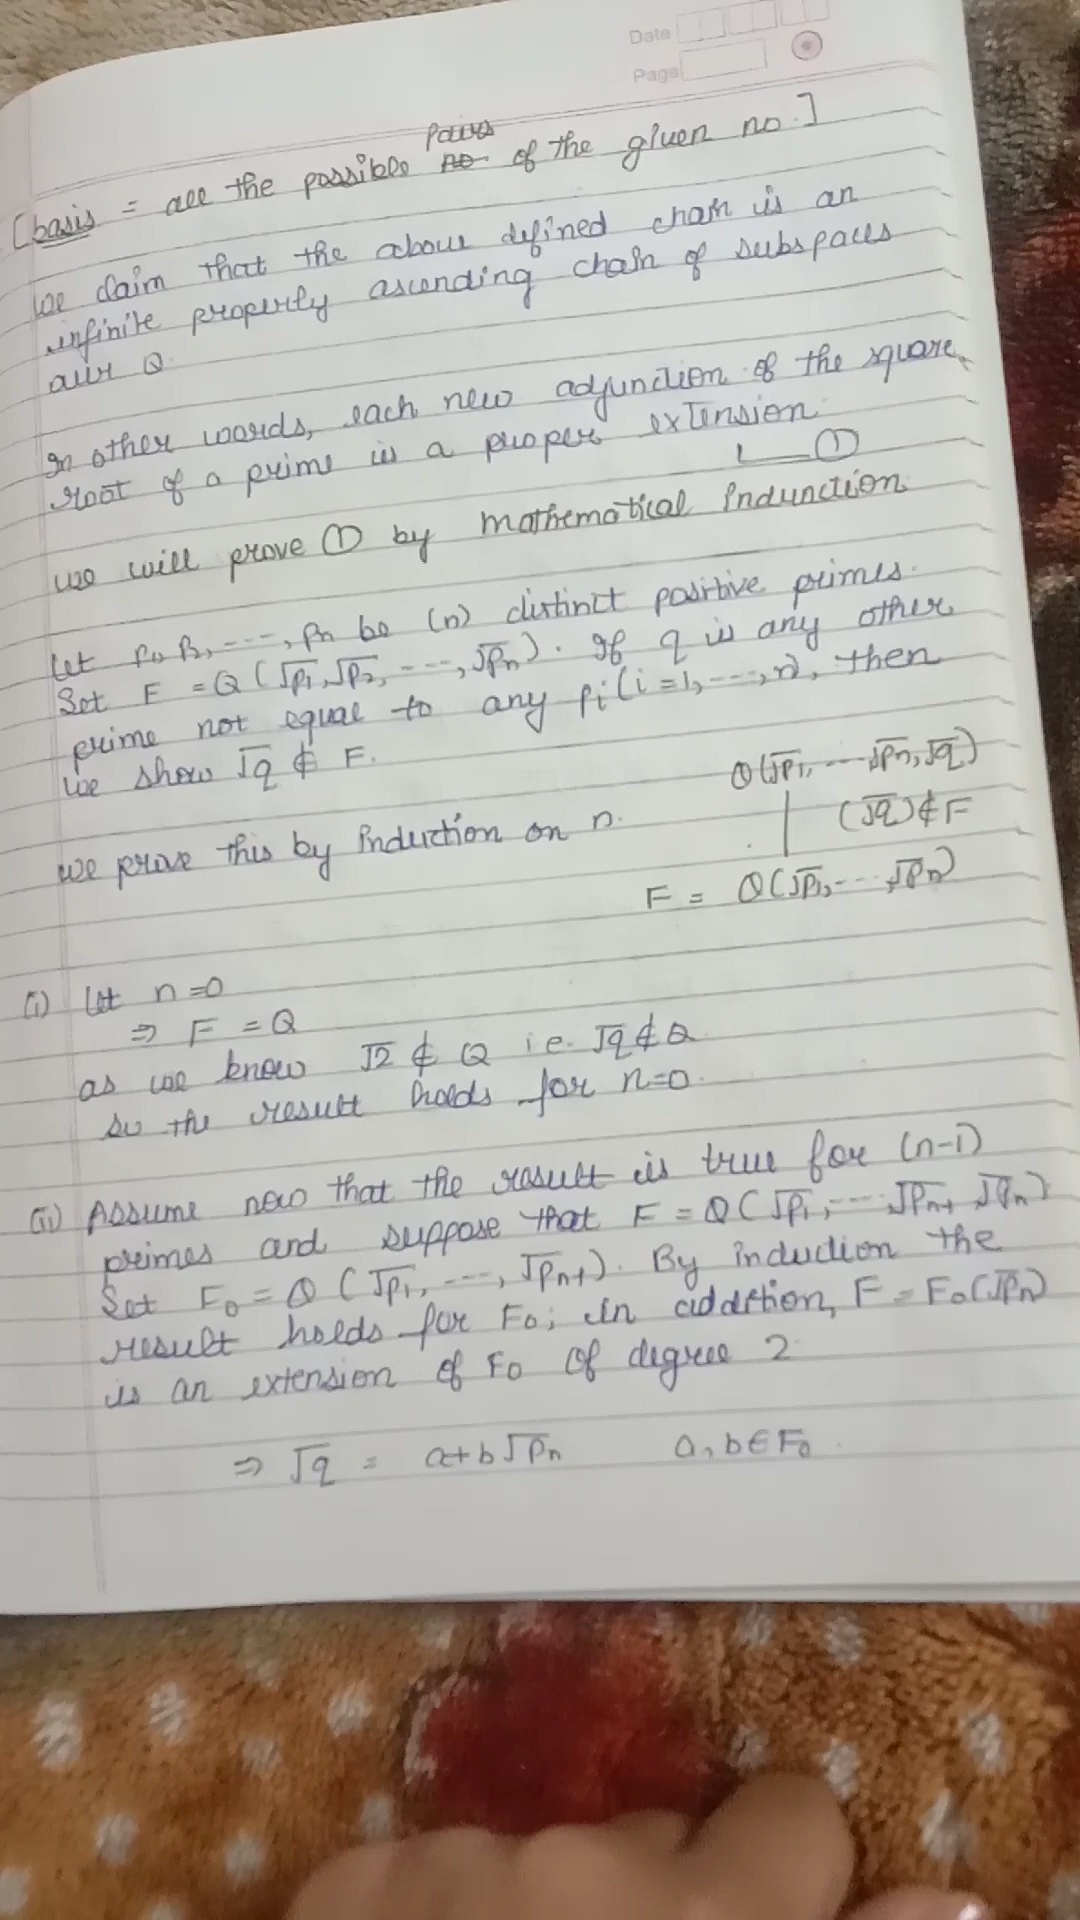 Date
Page
Pairs
[basis = all the possible no of the given no.]
We claim that the above defined chain is an
infinite properly ascending chain of subspaces
over Q.
In other words, each new adjunction of the square
root of a prime is a proper extension.
①
we will prove ① by mathematical Indunction.
Let p₁, p₂, ----, pn be (n) distinct positive primes.
Set F = Q (√p₁, √p₂, ----, √pn). If q is any other
prime not equal to any pi (i=1, ---, n), then
We show √q ∉ F.
Q(√p₁, ----√pn, √q)
We prove this by Induction on n.
(√q) ∉ F
F = Q(√p₁, --- √pn)
(i) Let n=0
⇒ F = Q
as we know √2 ∉ Q i.e. √q ∉ Q
so the result holds for n=0.
(ii) Assume now that the result is true for (n-1)
primes and suppose that F = Q (√p₁, --- √pn-1 √pn)
Set F₀ = Q (√p₁, ---, √pn-1). By induction the
result holds for F₀; in addition, F = F₀(√pn)
is an extension of F₀ of degree 2.
⇒ √q = a+b√pn a, b ∈ F₀.